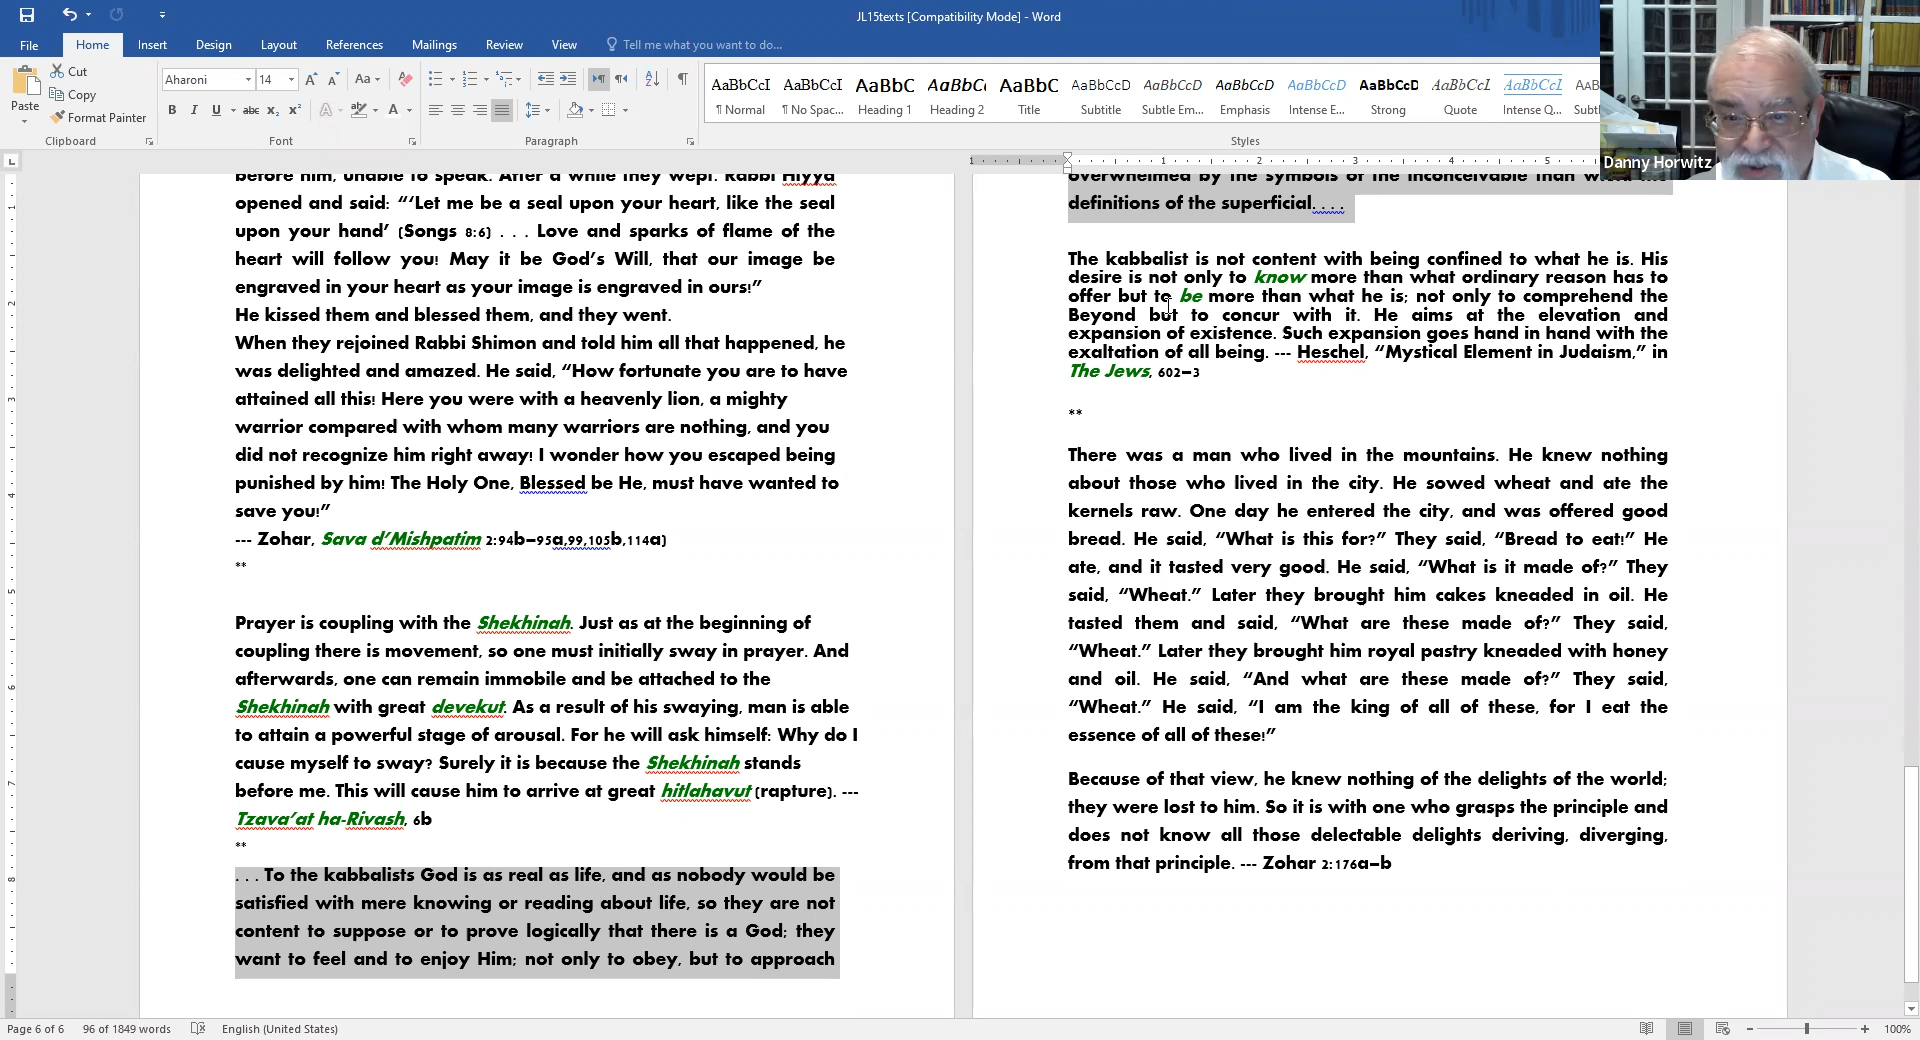 JL15texts [Compatibility Mode] - Word
File Home Insert Design Layout References Mailings Review View Tell me what you want to do...
Cut
Copy
Paste
Format Painter
Clipboard
Aharoni 14
Font
Paragraph
AaBbCcI AaBbCcI AaBbC AaBbC AaBbC AaBbCcD AaBbCcD AaBbCcD AaBbCcD AaBbCcD AaBbCcI AaBbCcI AaB
¶ Normal ¶ No Spac... Heading 1 Heading 2 Title Subtitle Subtle Em... Emphasis Intense E... Strong Quote Intense Q... Subtl
Styles
Danny Horwitz
before him, unable to speak. After a while they wept. Rabbi Hiyya
opened and said: “‘Let me be a seal upon your heart, like the seal
upon your hand’ (Songs 8:6) . . . Love and sparks of flame of the
heart will follow you! May it be God’s Will, that our image be
engraved in your heart as your image is engraved in ours!”
He kissed them and blessed them, and they went.
When they rejoined Rabbi Shimon and told him all that happened, he
was delighted and amazed. He said, “How fortunate you are to have
attained all this! Here you were with a heavenly lion, a mighty
warrior compared with whom many warriors are nothing, and you
did not recognize him right away! I wonder how you escaped being
punished by him! The Holy One, Blessed be He, must have wanted to
save you!”
--- Zohar, Sava d’Mishpatim 2:94b–95a,99,105b,114a)
**
Prayer is coupling with the Shekhinah. Just as at the beginning of
coupling there is movement, so one must initially sway in prayer. And
afterwards, one can remain immobile and be attached to the
Shekhinah with great devekut. As a result of his swaying, man is able
to attain a powerful stage of arousal. For he will ask himself: Why do I
cause myself to sway? Surely it is because the Shekhinah stands
before me. This will cause him to arrive at great hitlahavut (rapture). ---
Tzava’at ha-Rivash, 6b
**
. . . To the kabbalists God is as real as life, and as nobody would be
satisfied with mere knowing or reading about life, so they are not
content to suppose or to prove logically that there is a God; they
want to feel and to enjoy Him; not only to obey, but to approach
overwhelmed by the symbols of the inconceivable than with the
definitions of the superficial. . . .
The kabbalist is not content with being confined to what he is. His
desire is not only to know more than what ordinary reason has to
offer but to be more than what he is; not only to comprehend the
Beyond but to concur with it. He aims at the elevation and
expansion of existence. Such expansion goes hand in hand with the
exaltation of all being. --- Heschel, “Mystical Element in Judaism,” in
The Jews, 602–3
**
There was a man who lived in the mountains. He knew nothing
about those who lived in the city. He sowed wheat and ate the
kernels raw. One day he entered the city, and was offered good
bread. He said, “What is this for?” They said, “Bread to eat!” He
ate, and it tasted very good. He said, “What is it made of?” They
said, “Wheat.” Later they brought him cakes kneaded in oil. He
tasted them and said, “What are these made of?” They said,
“Wheat.” Later they brought him royal pastry kneaded with honey
and oil. He said, “And what are these made of?” They said,
“Wheat.” He said, “I am the king of all of these, for I eat the
essence of all of these!”
Because of that view, he knew nothing of the delights of the world;
they were lost to him. So it is with one who grasps the principle and
does not know all those delectable delights deriving, diverging,
from that principle. --- Zohar 2:176a–b
Page 6 of 6 96 of 1849 words English (United States) 100%